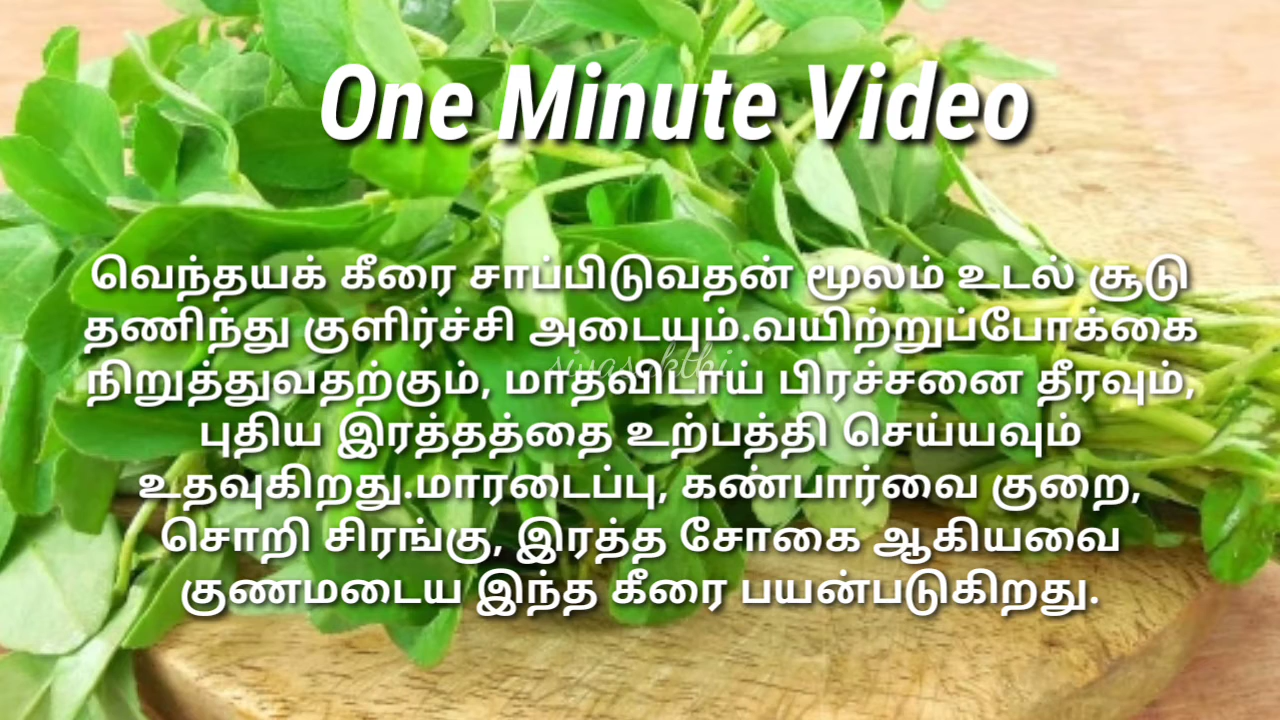 One Minute Video
வெந்தயக் கீரை சாப்பிடுவதன் மூலம் உடல் சூடு
தணிந்து குளிர்ச்சி அடையும்.வயிற்றுப்போக்கை
sivasakthi
நிறுத்துவதற்கும், மாதவிடாய் பிரச்சனை தீரவும்,
புதிய இரத்தத்தை உற்பத்தி செய்யவும்
உதவுகிறது.மாரடைப்பு, கண்பார்வை குறை,
சொறி சிரங்கு, இரத்த சோகை ஆகியவை
குணமடைய இந்த கீரை பயன்படுகிறது.